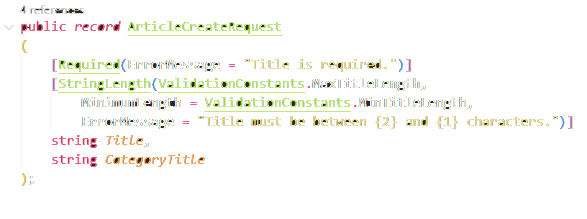 4 references
public record ArticleCreateRequest
(
[Required(ErrorMessage = "Title is required.")]
[StringLength(ValidationConstants.MaxTitleLength,
MinimumLength = ValidationConstants.MinTitleLength,
ErrorMessage = "Title must be between {2} and {1} characters.")]
string Title,
string CategoryTitle
);